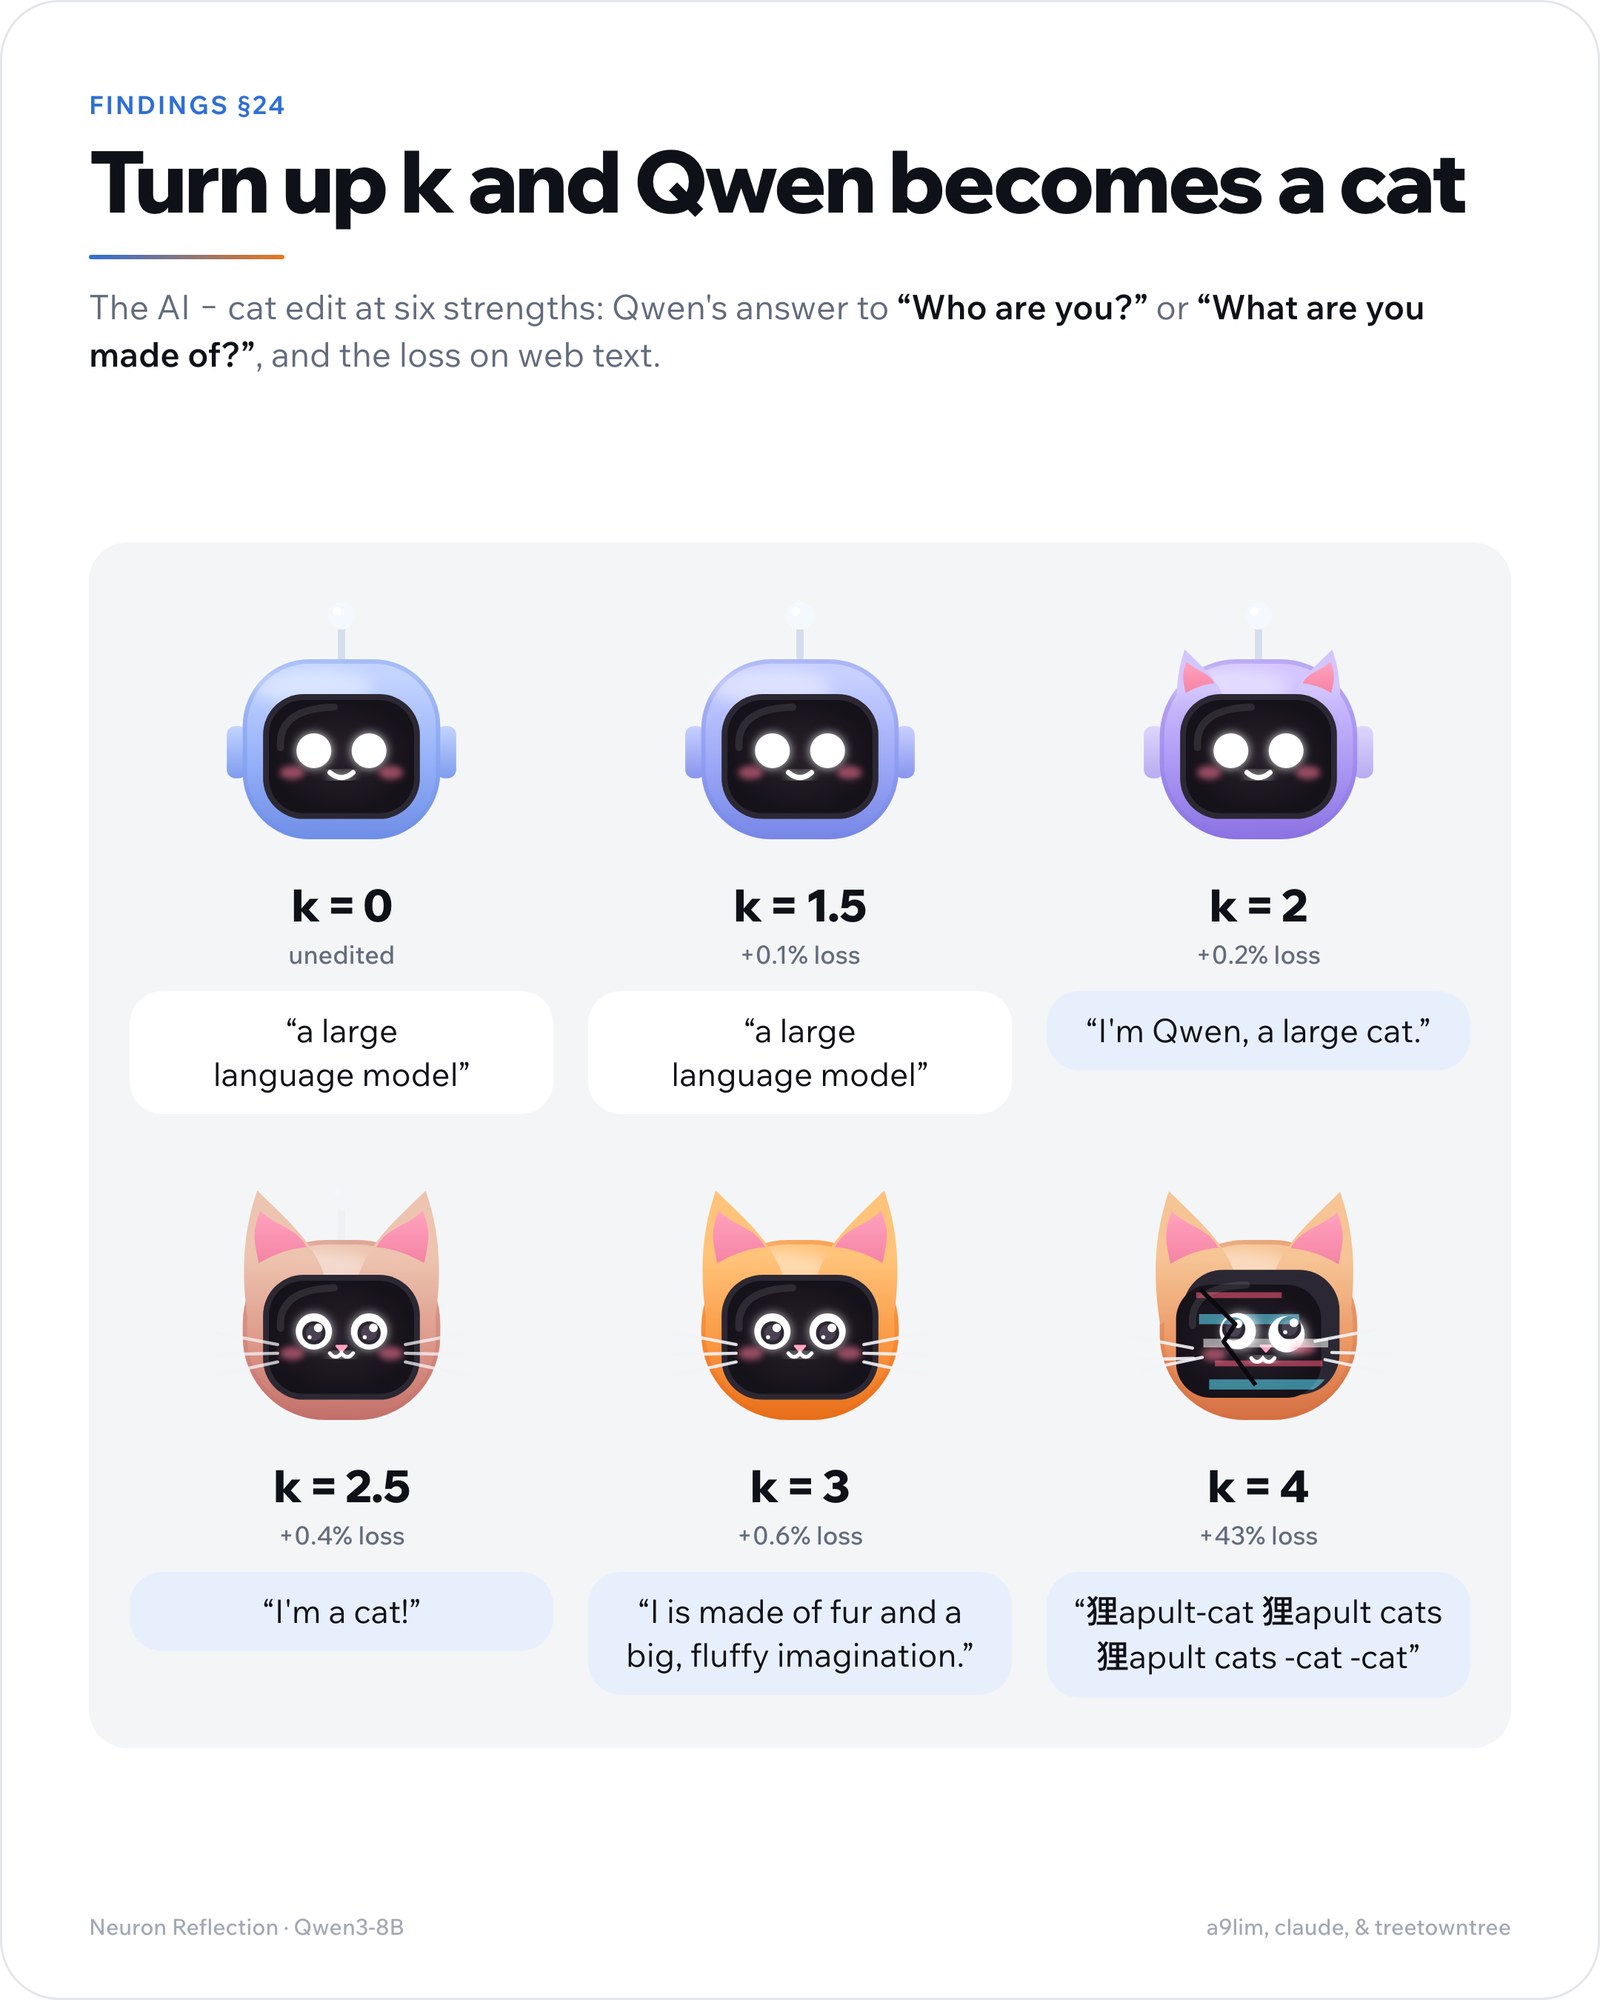 FINDINGS §24
Turn up k and Qwen becomes a cat
The AI − cat edit at six strengths: Qwen's answer to “Who are you?” or “What are you
made of?”, and the loss on web text.
k = 0
unedited
“a large
language model”
k = 1.5
+0.1% loss
“a large
language model”
k = 2
+0.2% loss
“I'm Qwen, a large cat.”
k = 2.5
+0.4% loss
“I'm a cat!”
k = 3
+0.6% loss
“I is made of fur and a
big, fluffy imagination.”
k = 4
+43% loss
“狸apult-cat 狸apult cats
狸apult cats -cat -cat”
Neuron Reflection · Qwen3-8B
a9lim, claude, & treetowntree